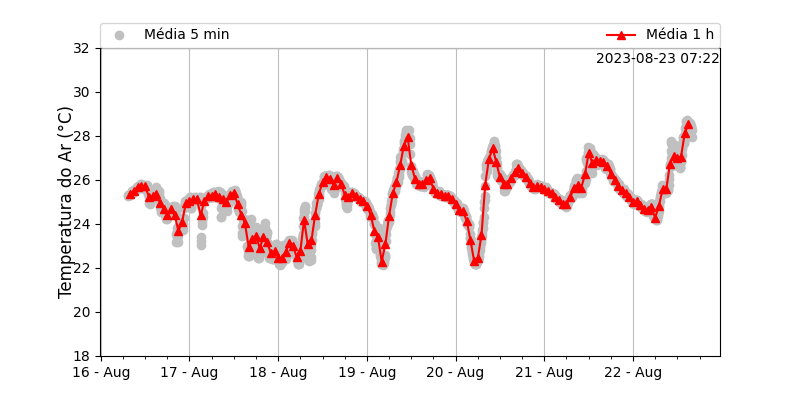 Média 5 min
Média 1 h
2023-08-23 07:22
Temperatura do Ar (°C)
32
30
28
26
24
22
20
18
16 - Aug
17 - Aug
18 - Aug
19 - Aug
20 - Aug
21 - Aug
22 - Aug